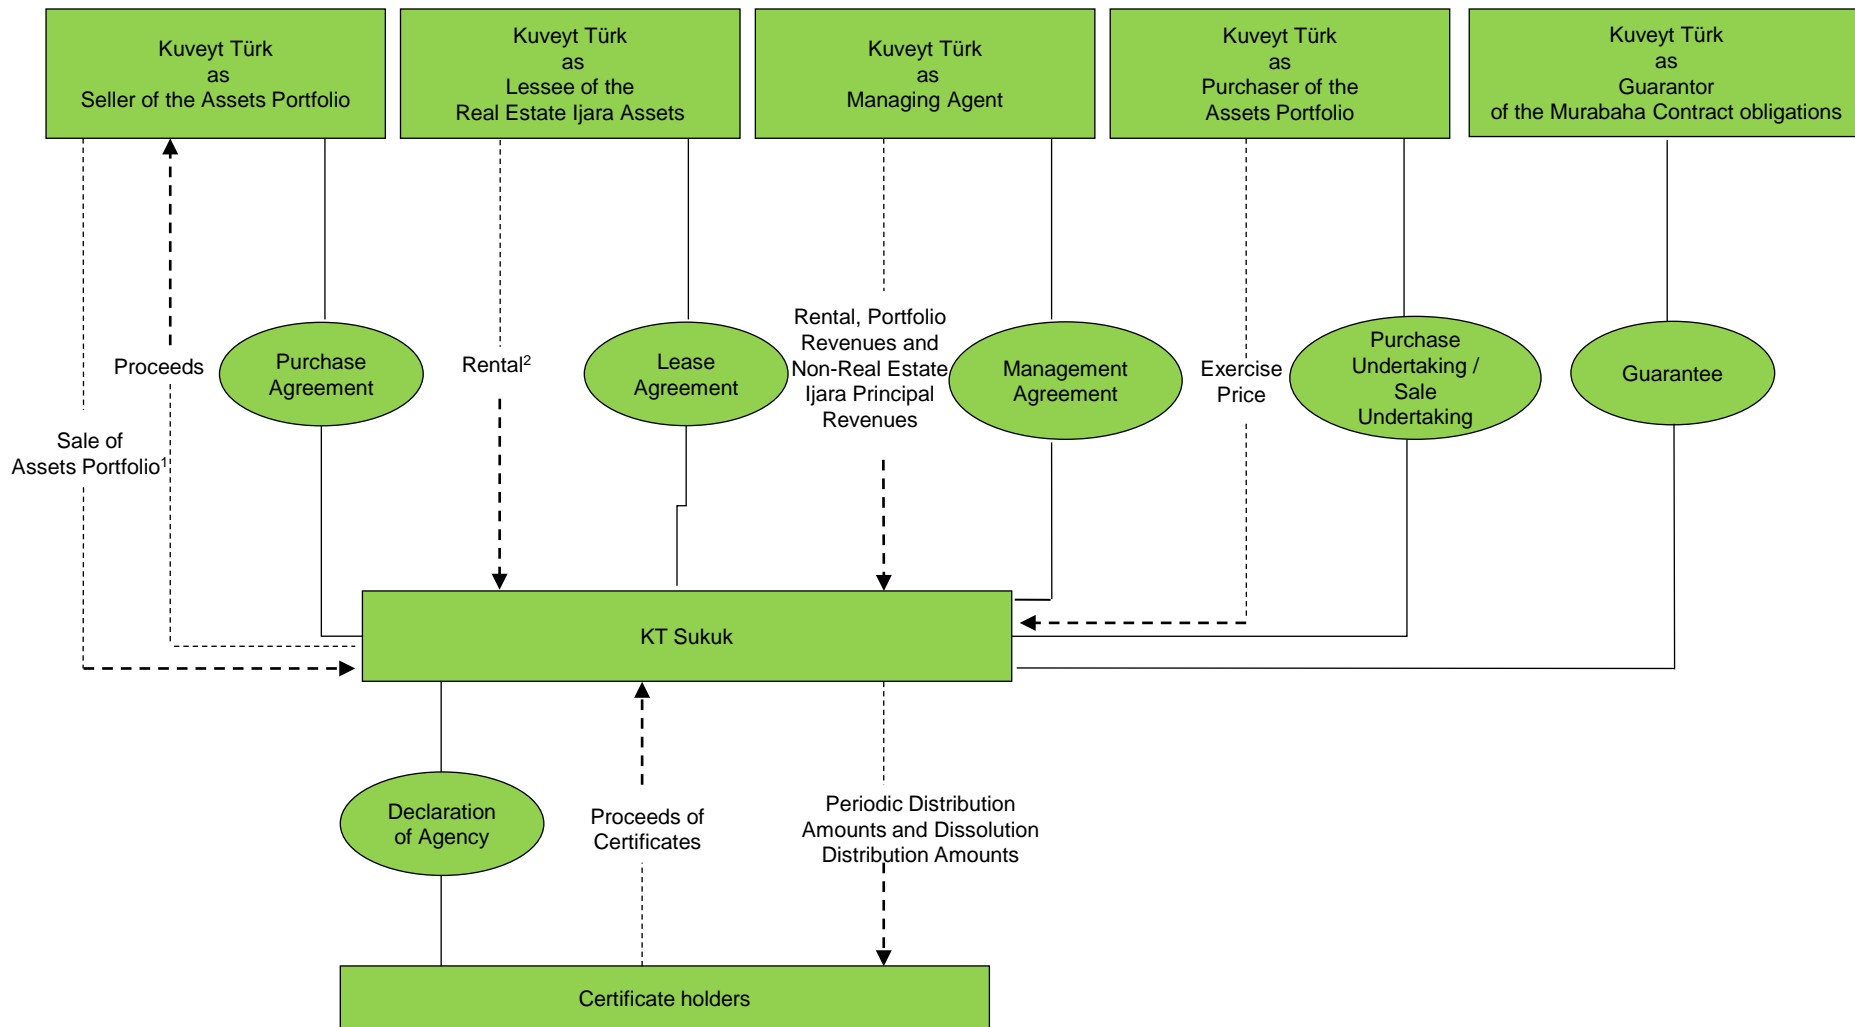 Kuveyt Türk
as
Seller of the Assets Portfolio
Kuveyt Türk
as
Lessee of the
Real Estate Ijara Assets
Kuveyt Türk
as
Managing Agent
Kuveyt Türk
as
Purchaser of the
Assets Portfolio
Kuveyt Türk
as
Guarantor
of the Murabaha Contract obligations
Sale of
Assets Portfolio¹
Proceeds
Purchase
Agreement
Rental²
Lease
Agreement
Rental, Portfolio
Revenues and
Non-Real Estate
Ijara Principal
Revenues
Management
Agreement
Exercise
Price
Purchase
Undertaking /
Sale
Undertaking
Guarantee
KT Sukuk
Declaration
of Agency
Proceeds of
Certificates
Periodic Distribution
Amounts and Dissolution
Distribution Amounts
Certificate holders